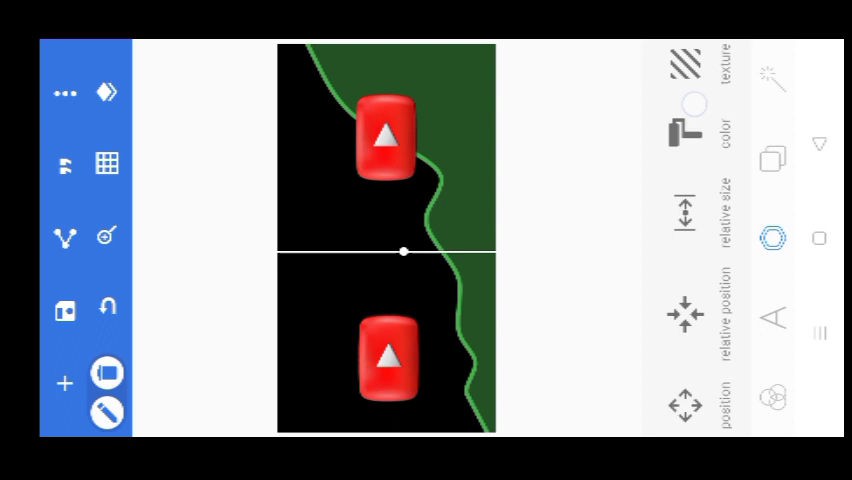 position
relative position
relative size
color
texture